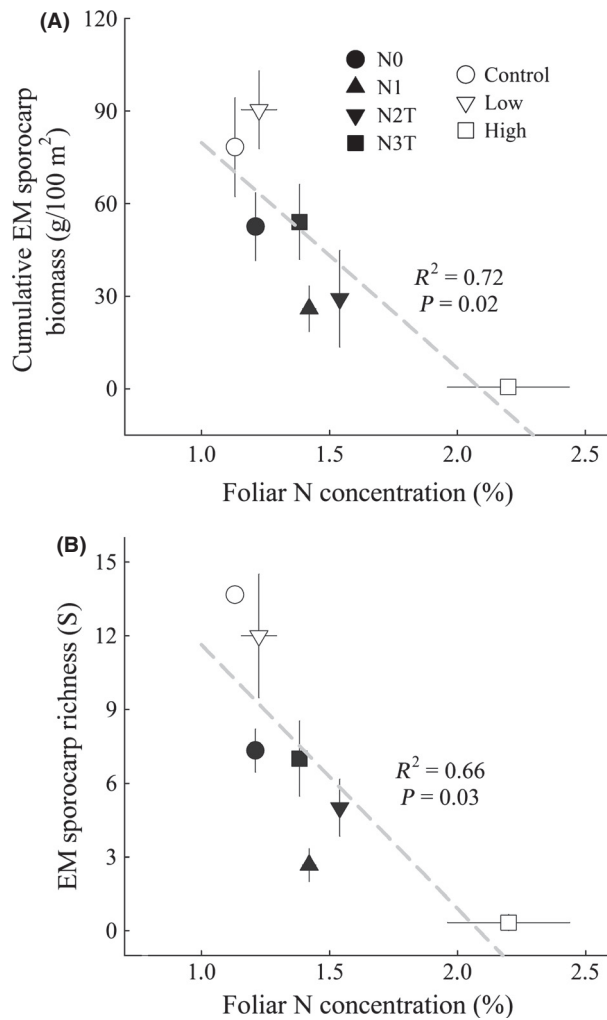 (A)
120
90
60
30
0
Cumulative EM sporocarp
biomass (g/100 m²)
N0
N1
N2T
N3T
Control
Low
High
R² = 0.72
P = 0.02
1.0 1.5 2.0 2.5
Foliar N concentration (%)
(B)
15
12
9
6
3
0
EM sporocarp richness (S)
R² = 0.66
P = 0.03
1.0 1.5 2.0 2.5
Foliar N concentration (%)